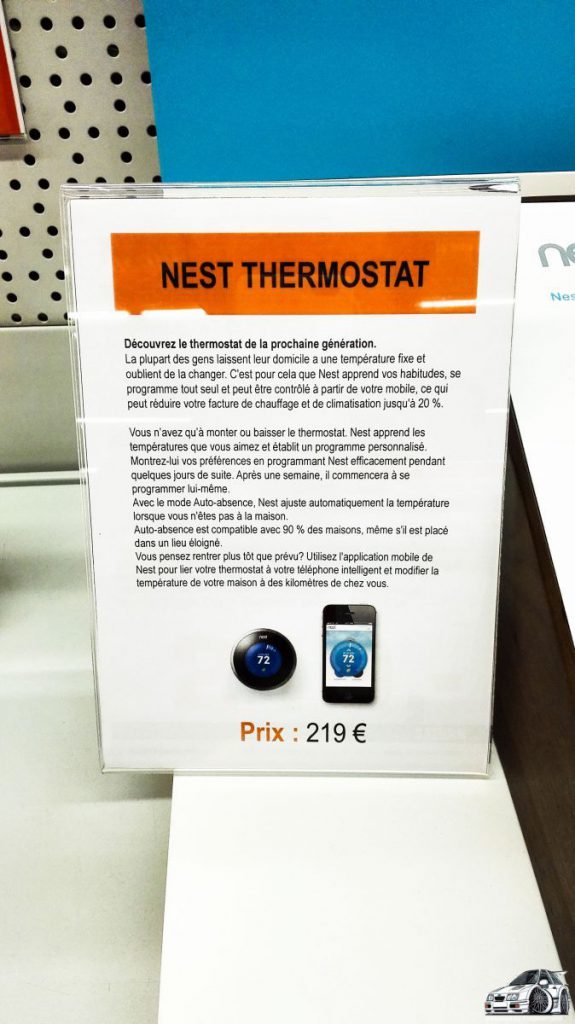 NEST THERMOSTAT
Découvrez le thermostat de la prochaine génération.
La plupart des gens laissent leur domicile a une température fixe et
oublient de la changer. C'est pour cela que Nest apprend vos habitudes, se
programme tout seul et peut être contrôlé à partir de votre mobile, ce qui
peut réduire votre facture de chauffage et de climatisation jusqu'à 20 %.
Vous n'avez qu'à monter ou baisser le thermostat. Nest apprend les
températures que vous aimez et établit un programme personnalisé.
Montrez-lui vos préférences en programmant Nest efficacement pendant
quelques jours de suite. Après une semaine, il commencera à se
programmer lui-même.
Avec le mode Auto-absence, Nest ajuste automatiquement la température
lorsque vous n'êtes pas à la maison.
Auto-absence est compatible avec 90 % des maisons, même s'il est placé
dans un lieu éloigné.
Vous pensez rentrer plus tôt que prévu? Utilisez l'application mobile de
Nest pour lier votre thermostat à votre téléphone intelligent et modifier la
température de votre maison à des kilomètres de chez vous.
nest
72
72
Prix : 219 €
ne
Nes